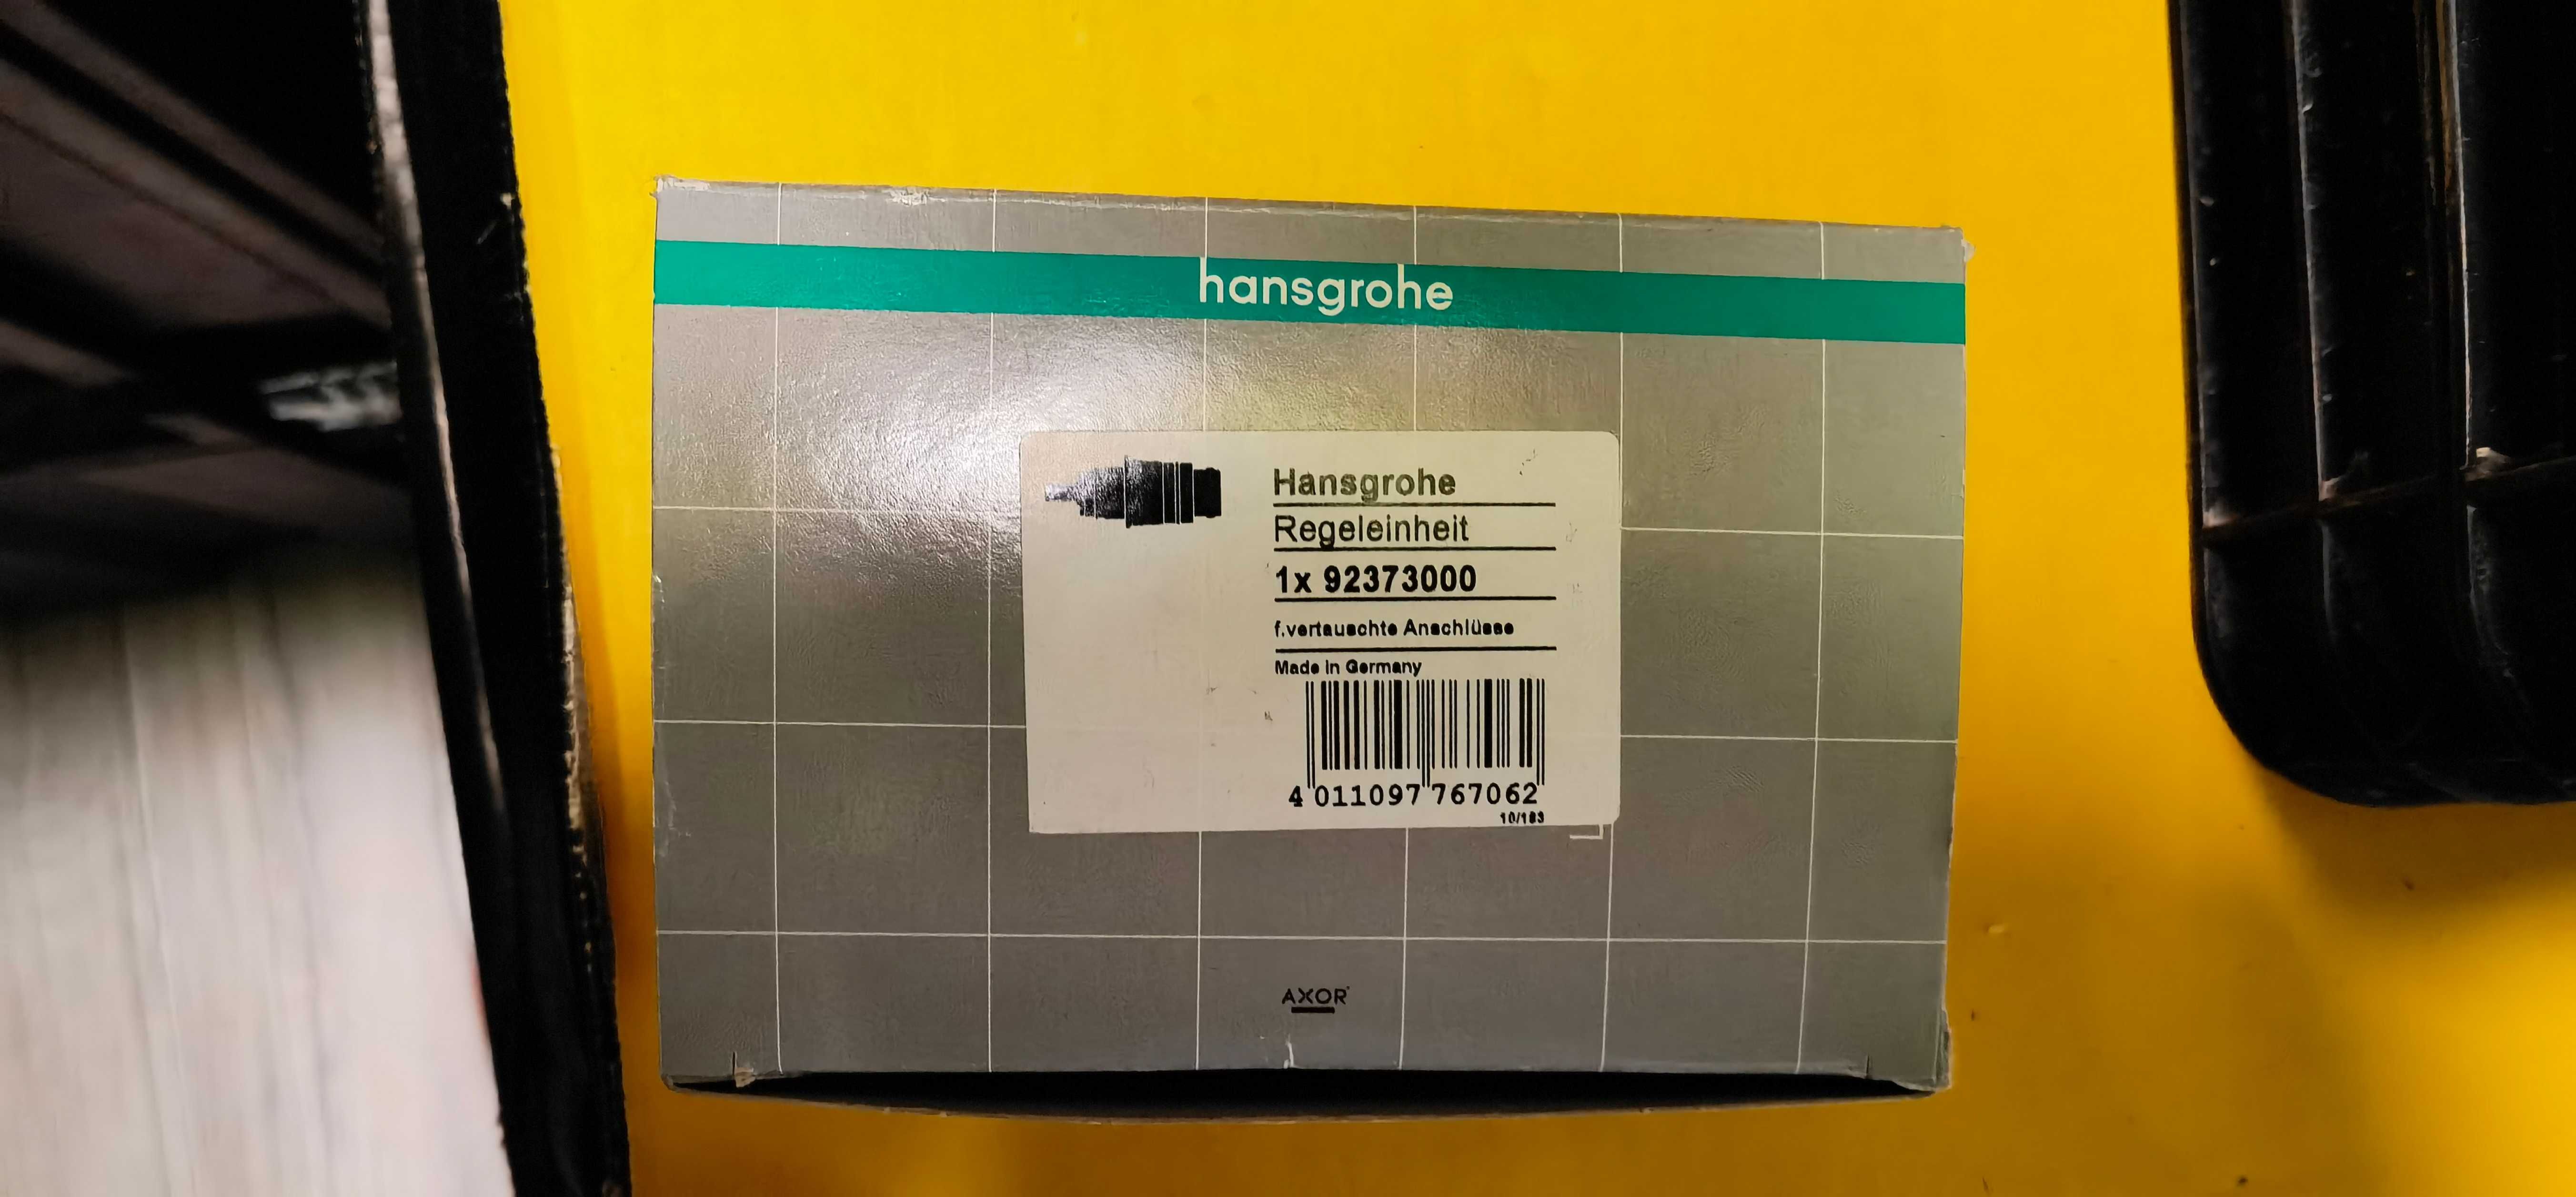 hansgrohe
Hansgrohe
Regeleinheit
1x 92373000
f.vertauschte Anschlüsse
Made in Germany
4 011097 767062
10/183
AXOR